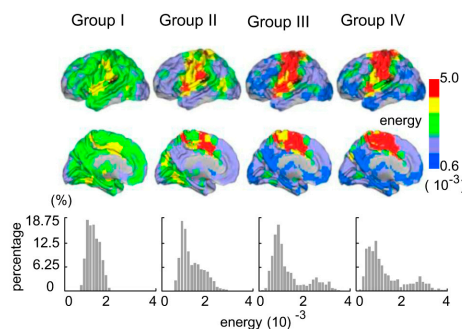 Group I Group II Group III Group IV
5.0
energy
0.6
(10⁻³)
(%)
percentage
18.75
12.5
6.25
0
0 2 4 0 2 4 0 2 4 0 2 4
energy (10) -3